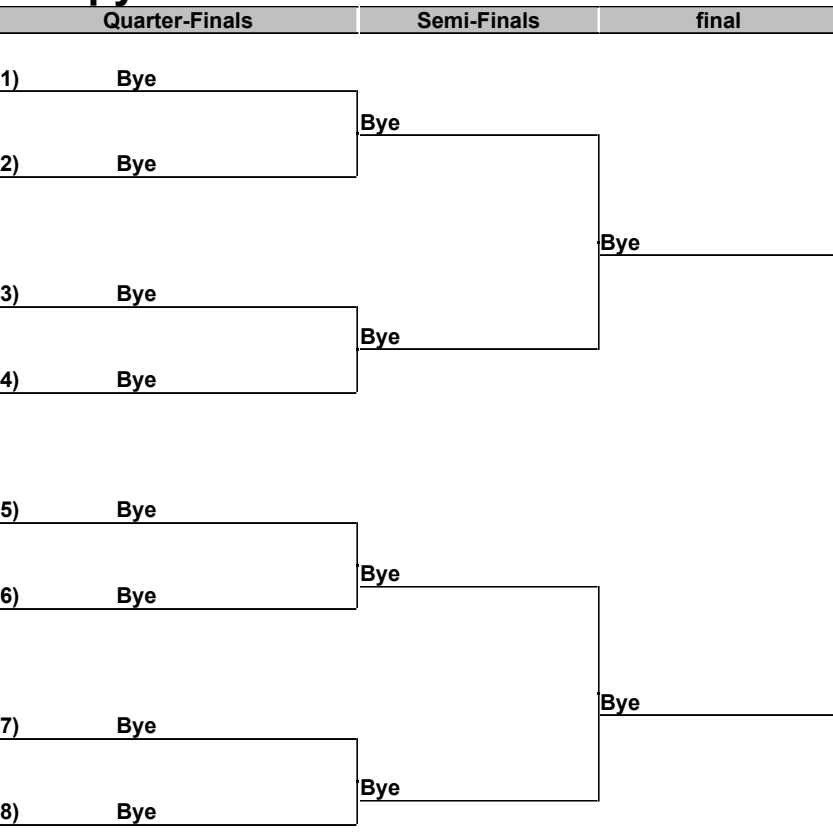 Quarter-Finals Semi-Finals final
1) Bye
Bye
2) Bye
Bye
3) Bye
Bye
4) Bye
5) Bye
Bye
6) Bye
Bye
7) Bye
Bye
8) Bye